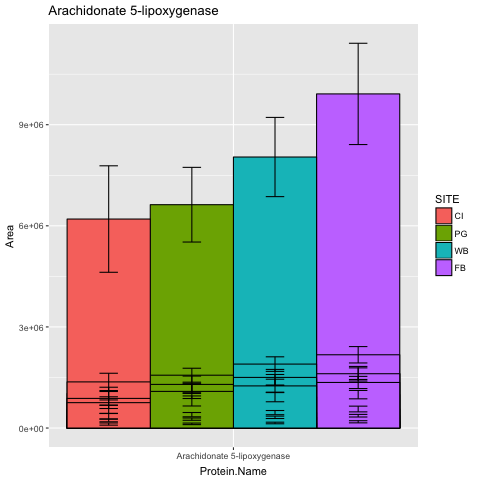 Arachidonate 5-lipoxygenase
Area
9e+06
6e+06
3e+06
0e+00
Arachidonate 5-lipoxygenase
Protein.Name
SITE
CI
PG
WB
FB